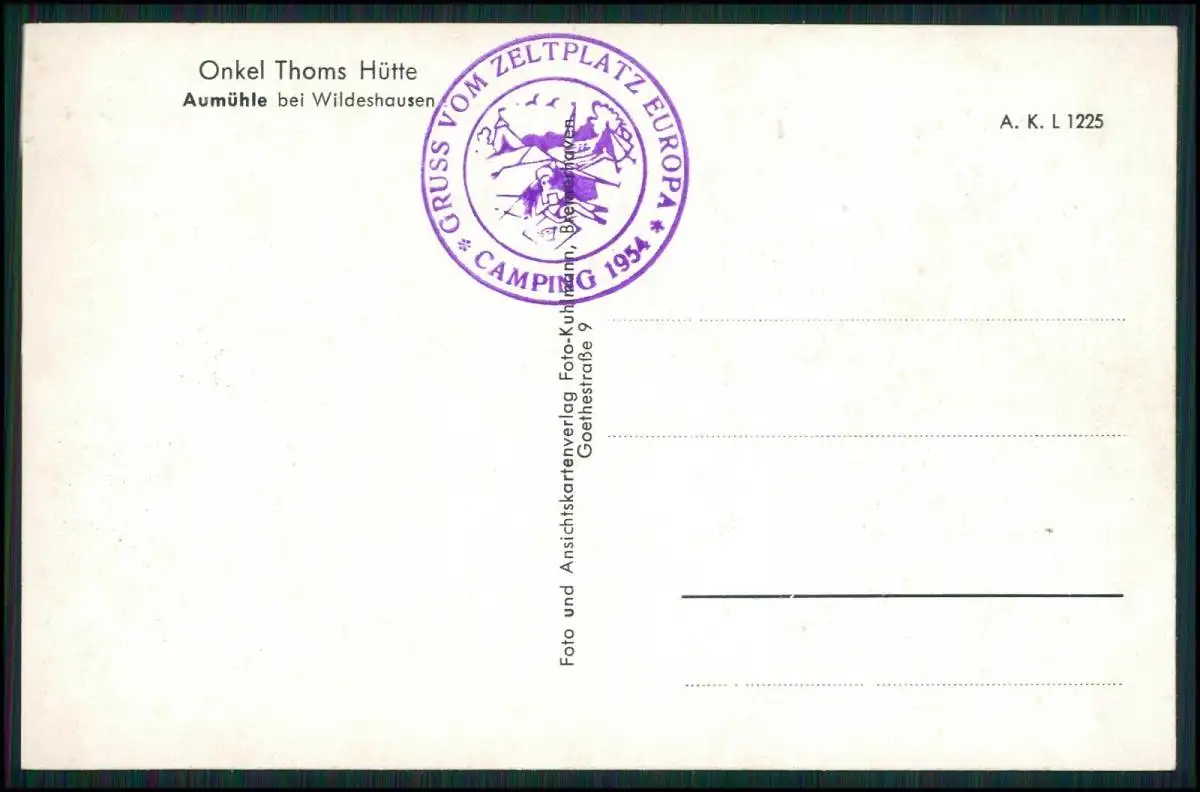 Onkel Thoms Hütte
Aumühle bei Wildeshausen
* GRUSS VOM ZELTPLATZ EUROPA *
CAMPING 1954
A. K. L 1225
Foto und Ansichtskartenverlag Foto-Kuhlmann, Bremerhaven
Goethestraße 9